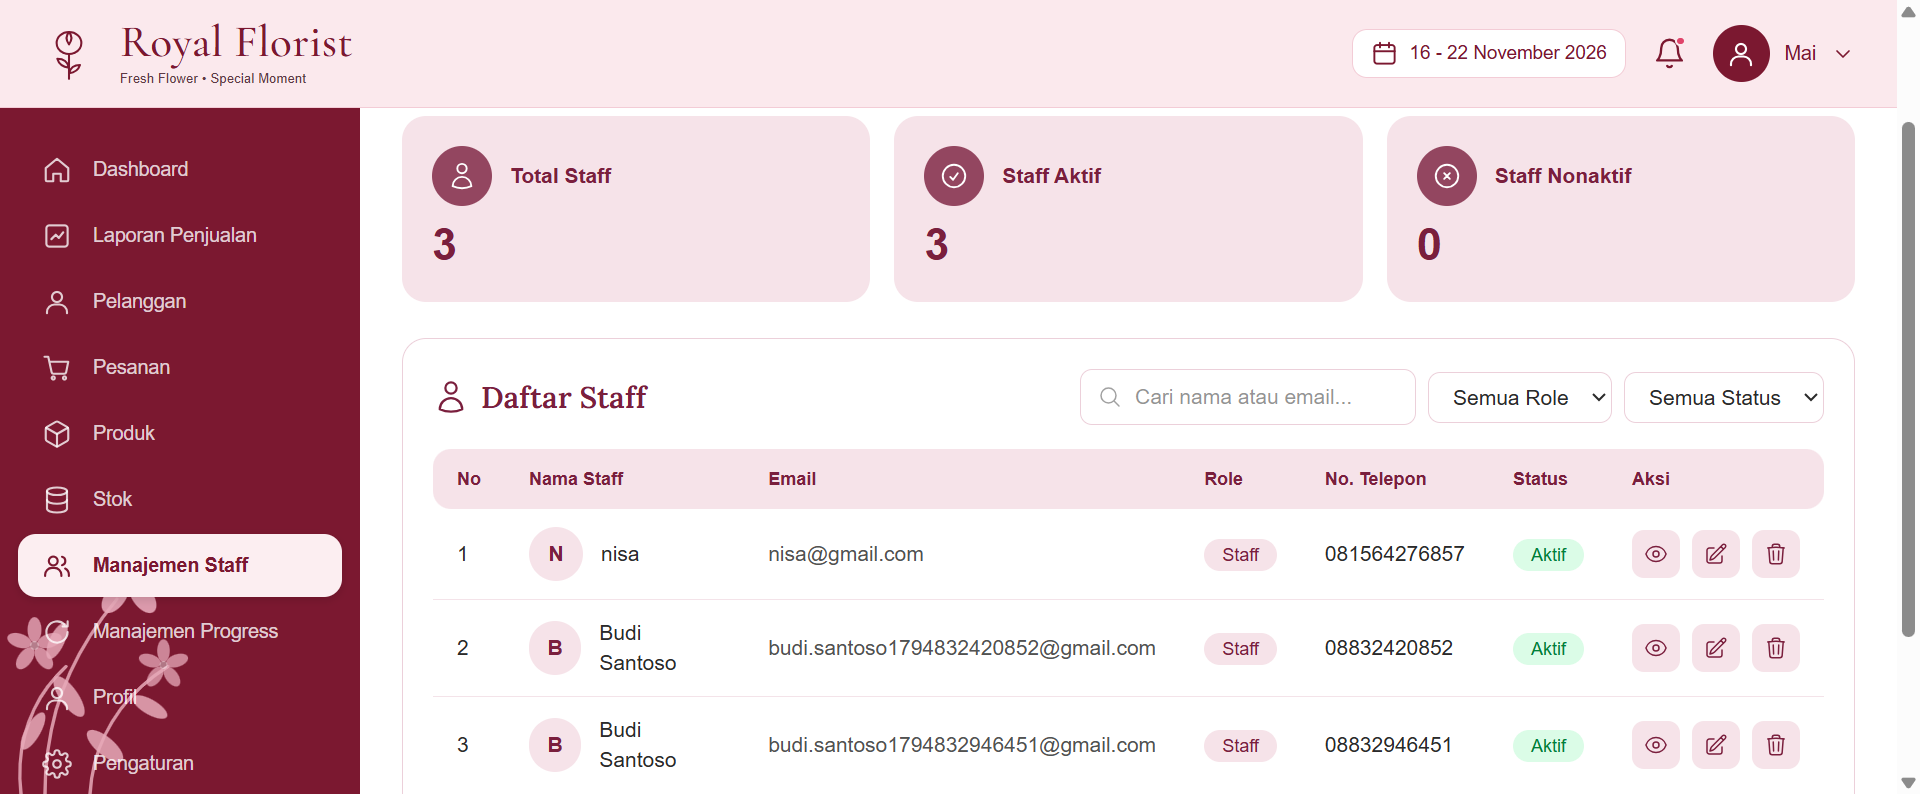 Royal Florist
Fresh Flower • Special Moment
16 - 22 November 2026
Mai
Dashboard
Laporan Penjualan
Pelanggan
Pesanan
Produk
Stok
Manajemen Staff
Manajemen Progress
Profil
Pengaturan
Total Staff
3
Staff Aktif
3
Staff Nonaktif
0
Daftar Staff
Cari nama atau email...
Semua Role
Semua Status
No Nama Staff Email Role No. Telepon Status Aksi
1 N nisa nisa@gmail.com Staff 081564276857 Aktif
2 B Budi Santoso budi.santoso1794832420852@gmail.com Staff 08832420852 Aktif
3 B Budi Santoso budi.santoso1794832946451@gmail.com Staff 08832946451 Aktif